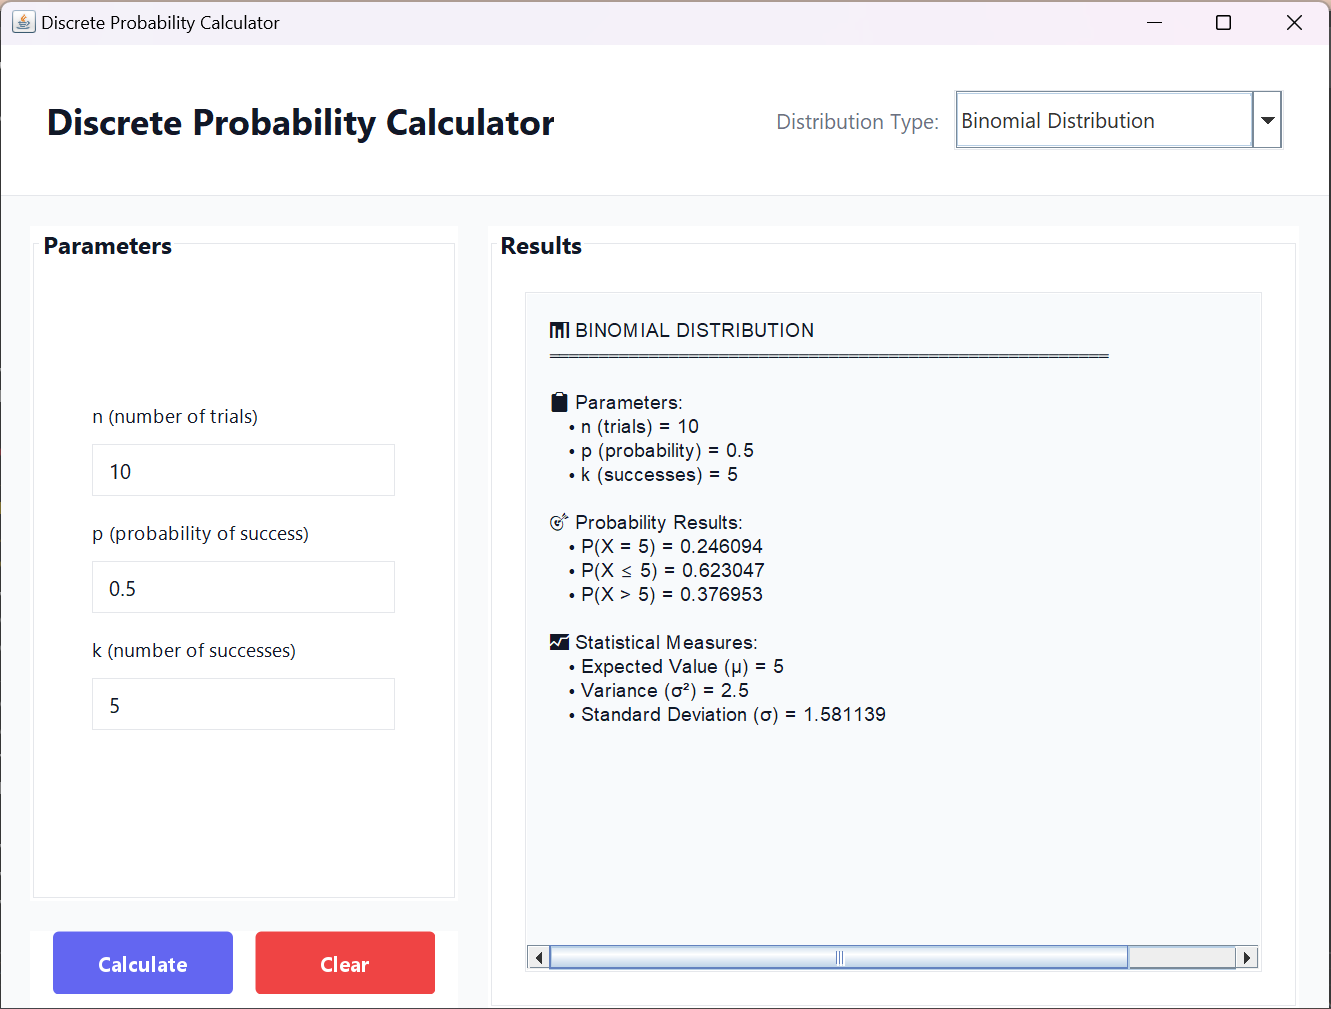 Discrete Probability Calculator
Discrete Probability Calculator
Distribution Type: Binomial Distribution
Parameters
n (number of trials)
10
p (probability of success)
0.5
k (number of successes)
5
Calculate
Clear
Results
BINOMIAL DISTRIBUTION
Parameters:
• n (trials) = 10
• p (probability) = 0.5
• k (successes) = 5
Probability Results:
• P(X = 5) = 0.246094
• P(X ≤ 5) = 0.623047
• P(X > 5) = 0.376953
Statistical Measures:
• Expected Value (μ) = 5
• Variance (σ²) = 2.5
• Standard Deviation (σ) = 1.581139